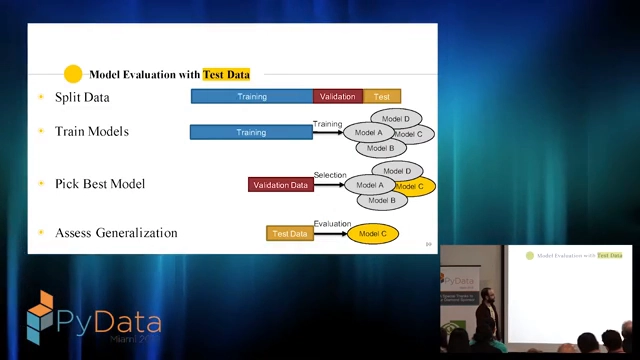 Model Evaluation with Test Data
Split Data
Training
Validation
Test
Train Models
Training
Training
Model D
Model A
Model C
Model B
Pick Best Model
Validation Data
Selection
Model D
Model A
Model C
Model B
Assess Generalization
Test Data
Evaluation
Model C
PyData
Miami
Model Evaluation with Test Data
PyData